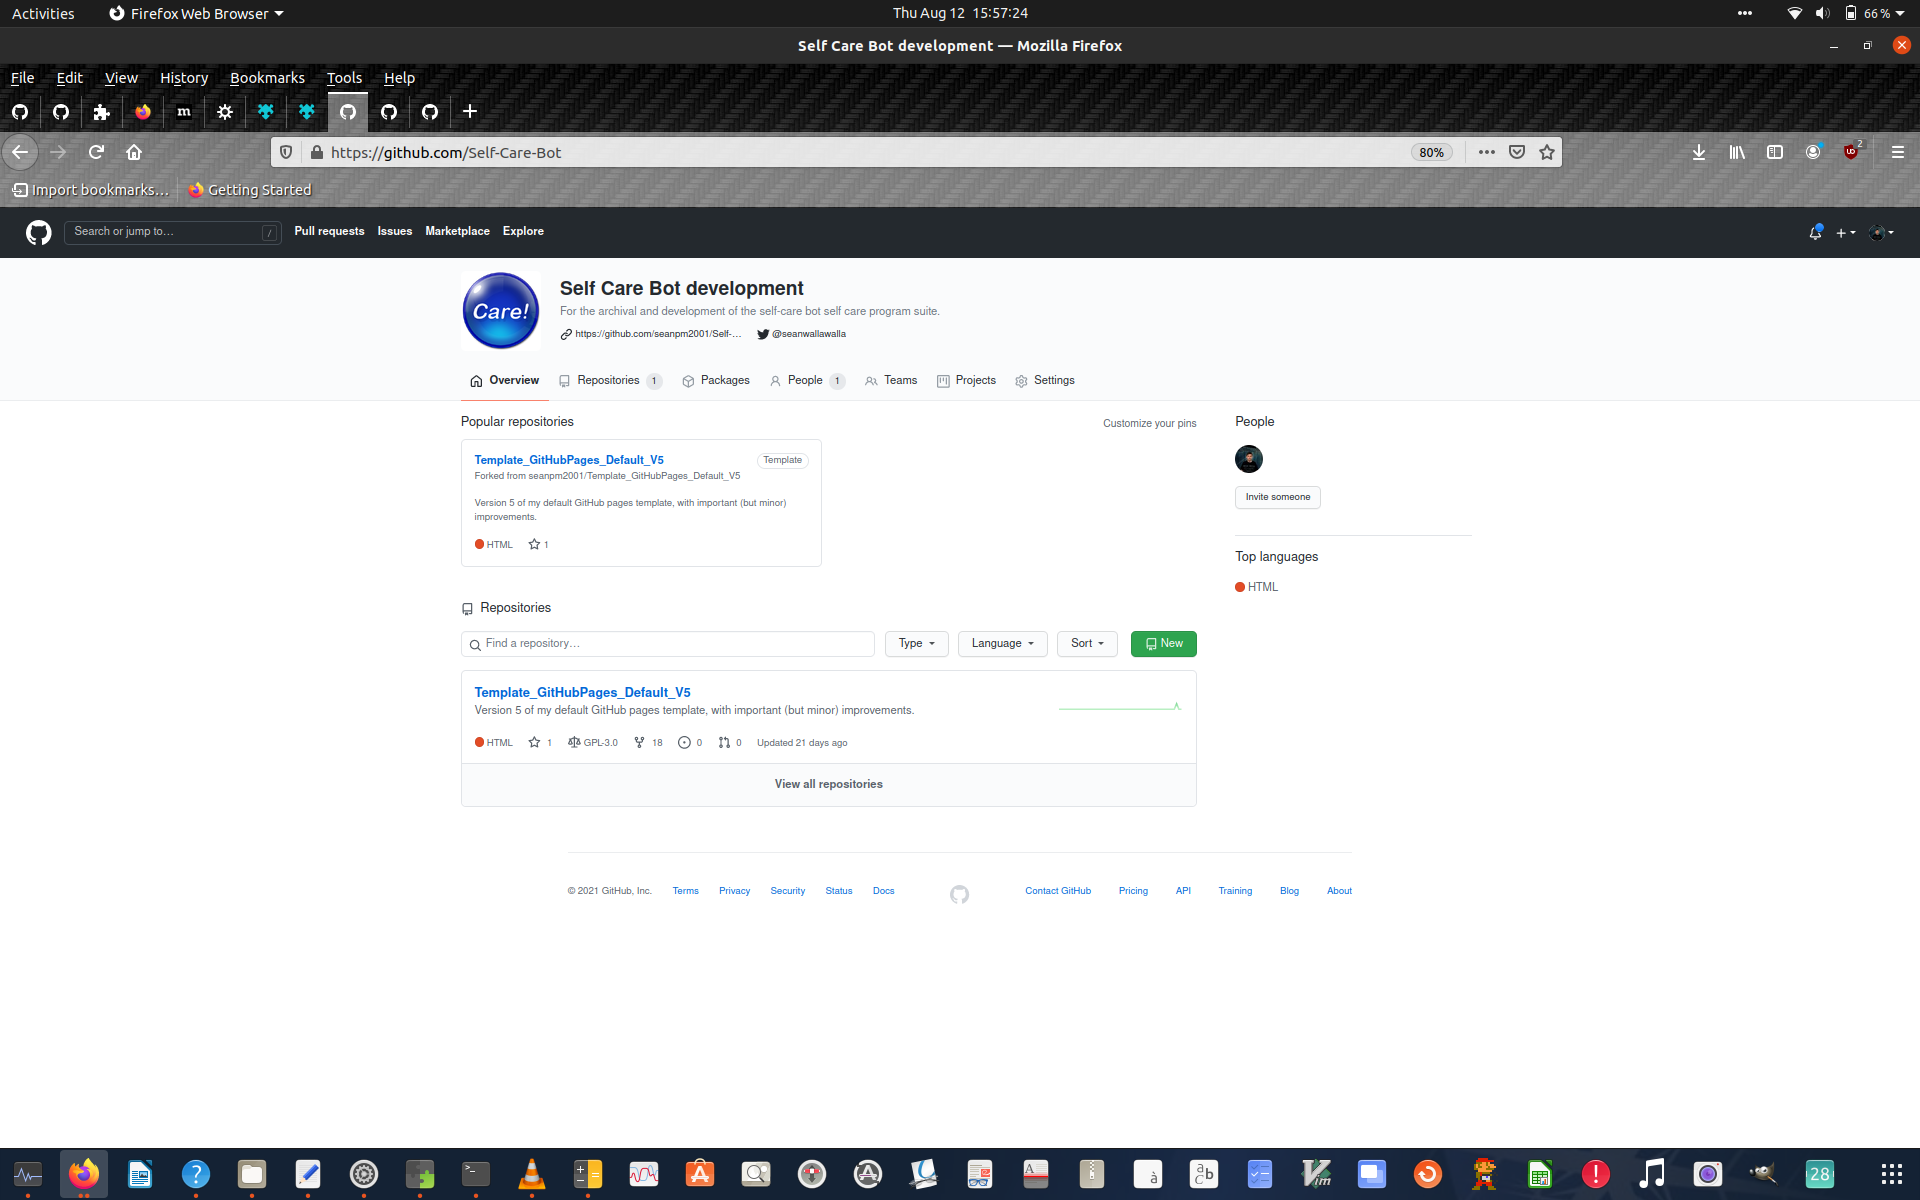 Activities
Firefox Web Browser
Thu Aug 12 15:57:24
66 %
Self Care Bot development — Mozilla Firefox
File Edit View History Bookmarks Tools Help
m
https://github.com/Self-Care-Bot
80%
2
Import bookmarks...
Getting Started
Search or jump to...
/
Pull requests Issues Marketplace Explore
Care!
Self Care Bot development
For the archival and development of the self-care bot self care program suite.
https://github.com/seanpm2001/Self-...
@seanwallawalla
Overview Repositories 1 Packages People 1 Teams Projects Settings
Popular repositories
Customize your pins
Template_GitHubPages_Default_V5
Template
Forked from seanpm2001/Template_GitHubPages_Default_V5
Version 5 of my default GitHub pages template, with important (but minor)
improvements.
HTML 1
People
Invite someone
Top languages
HTML
Repositories
Find a repository...
Type Language Sort New
Template_GitHubPages_Default_V5
Version 5 of my default GitHub pages template, with important (but minor) improvements.
HTML 1 GPL-3.0 18 0 0 Updated 21 days ago
View all repositories
© 2021 GitHub, Inc. Terms Privacy Security Status Docs Contact GitHub Pricing API Training Blog About
28